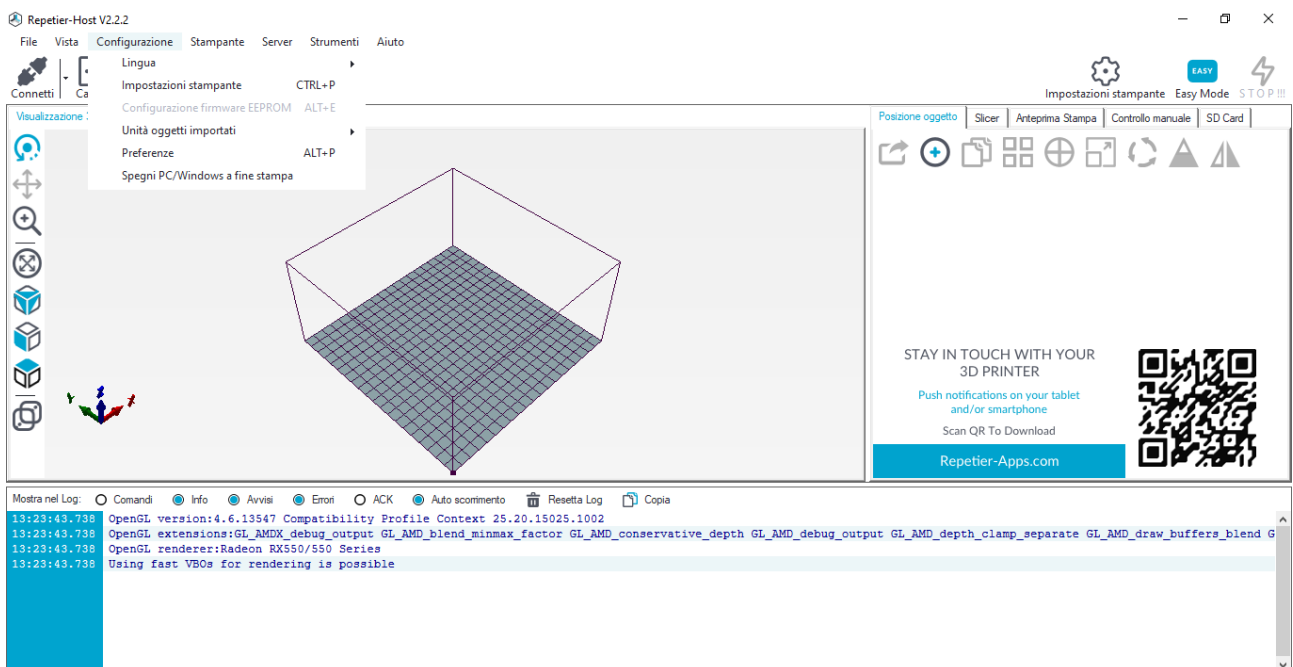 Repetier-Host V2.2.2
File Vista Configurazione Stampante Server Strumenti Aiuto
Lingua
Impostazioni stampante CTRL+P
Configurazione firmware EEPROM ALT+E
Unità oggetti importati
Preferenze ALT+P
Spegni PC/Windows a fine stampa
Connetti Ca
Impostazioni stampante
EASY
Easy Mode
STOP!!!
Visualizzazione
Posizione oggetto Slicer Anteprima Stampa Controllo manuale SD Card
Y Z X
STAY IN TOUCH WITH YOUR
3D PRINTER
Push notifications on your tablet
and/or smartphone
Scan QR To Download
Repetier-Apps.com
Mostra nel Log: Comandi Info Avvisi Errori ACK Auto scorrimento Resetta Log Copia
13:23:43.738 OpenGL version:4.6.13547 Compatibility Profile Context 25.20.15025.1002
13:23:43.738 OpenGL extensions:GL_AMDX_debug_output GL_AMD_blend_minmax_factor GL_AMD_conservative_depth GL_AMD_debug_output GL_AMD_depth_clamp_separate GL_AMD_draw_buffers_blend G
13:23:43.738 OpenGL renderer:Radeon RX550/550 Series
13:23:43.738 Using fast VBOs for rendering is possible